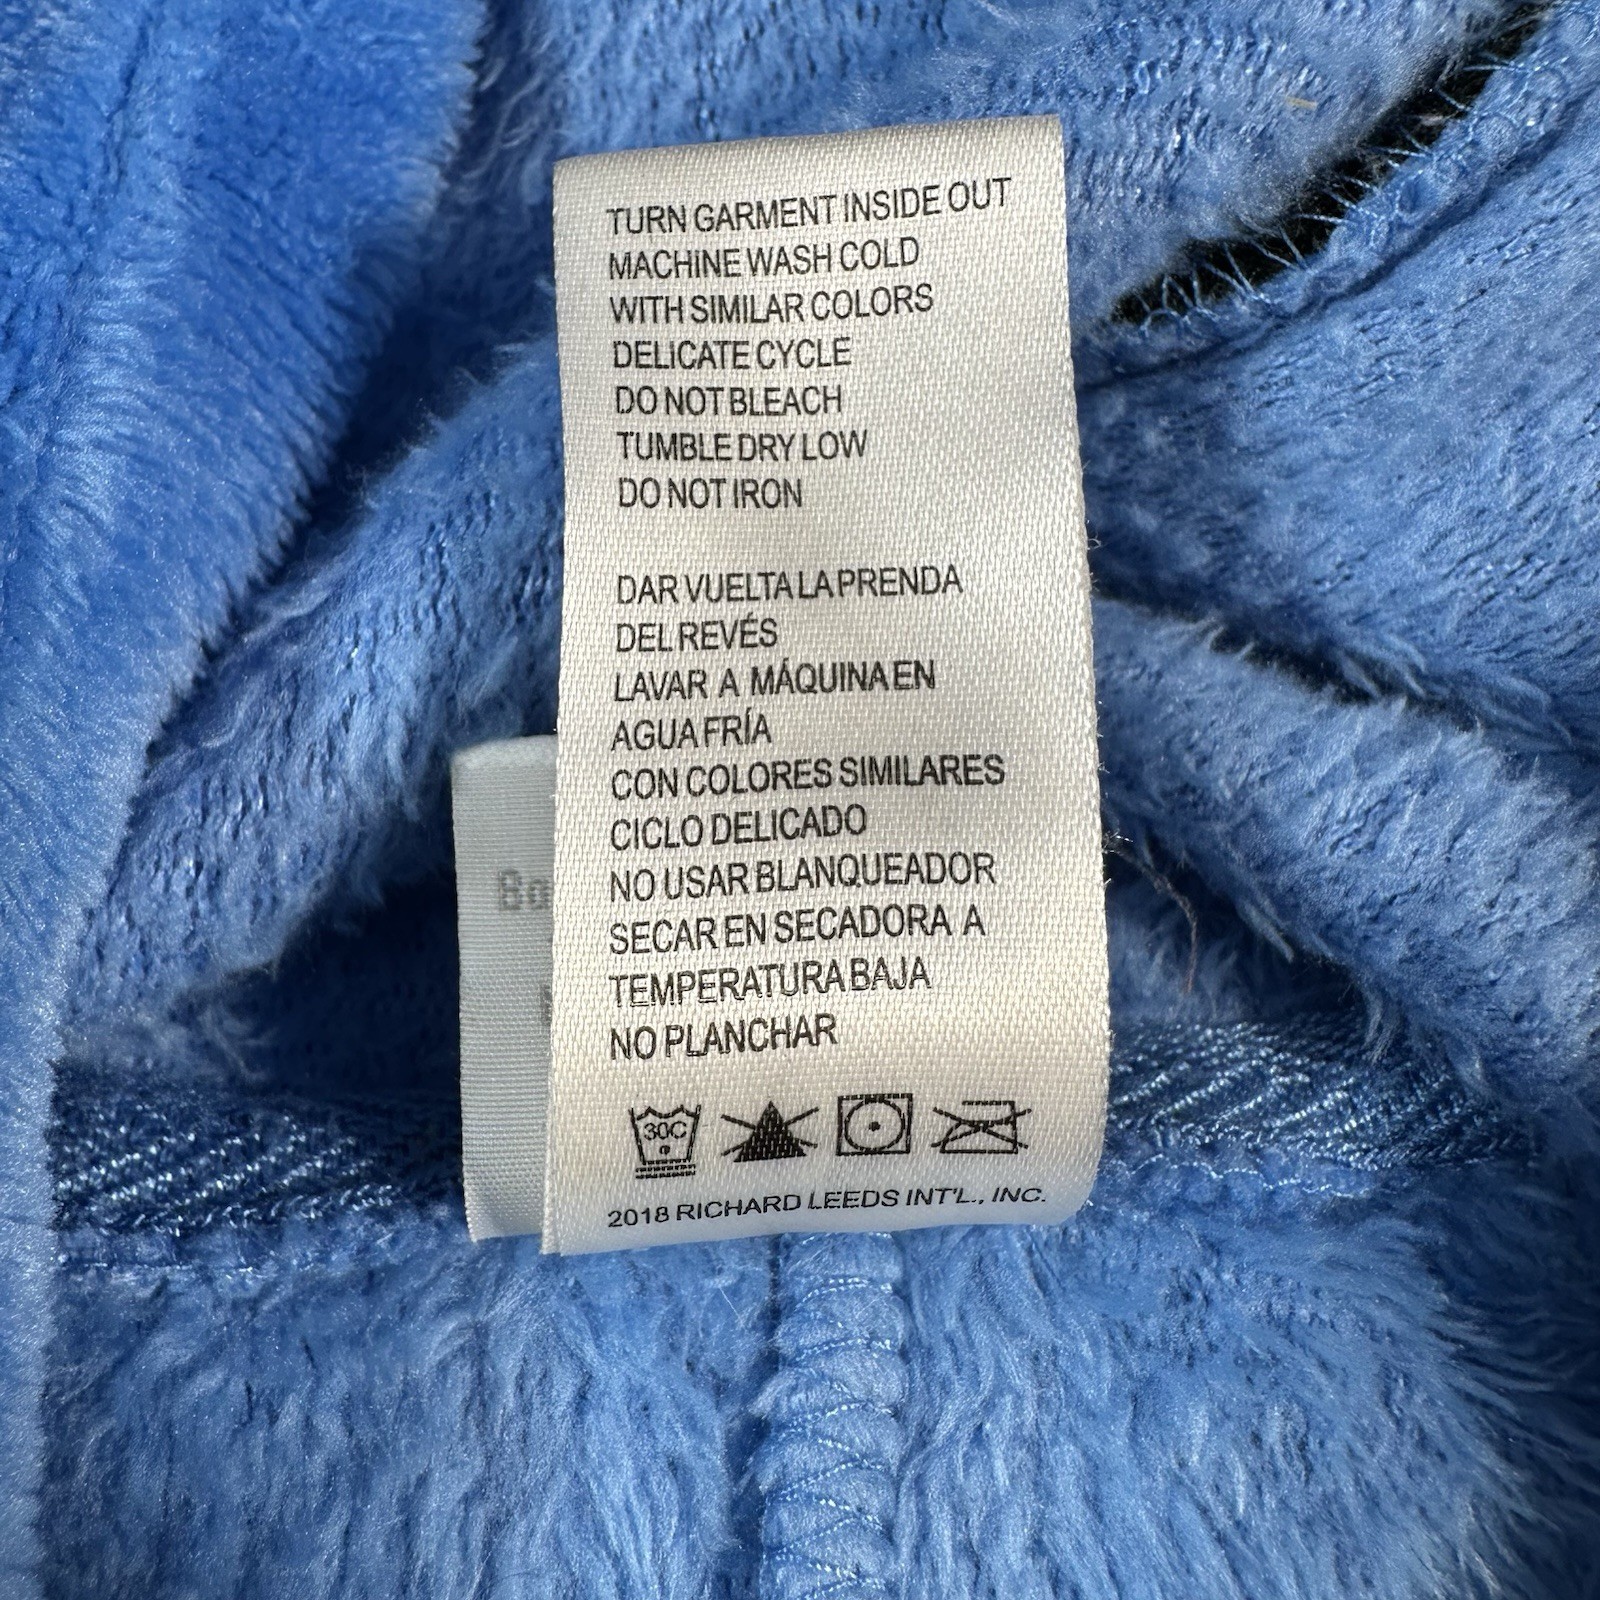 TURN GARMENT INSIDE OUT
MACHINE WASH COLD
WITH SIMILAR COLORS
DELICATE CYCLE
DO NOT BLEACH
TUMBLE DRY LOW
DO NOT IRON
DAR VUELTA LA PRENDA
DEL REVÉS
LAVAR A MÁQUINA EN
AGUA FRÍA
CON COLORES SIMILARES
CICLO DELICADO
NO USAR BLANQUEADOR
SECAR EN SECADORA A
TEMPERATURA BAJA
NO PLANCHAR
30C
2018 RICHARD LEEDS INT'L., INC.